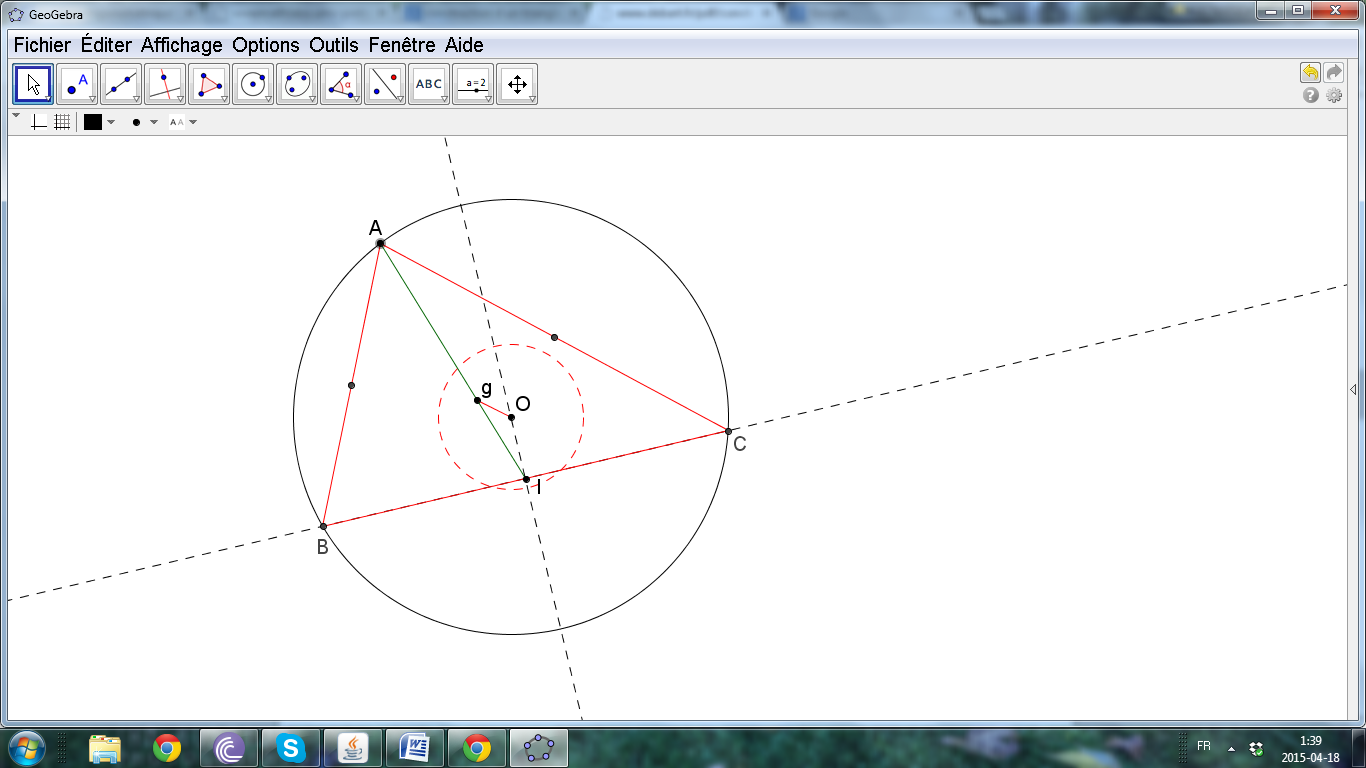 GeoGebra
Fichier Éditer Affichage Options Outils Fenêtre Aide
A α ABC a=2
A A
A
g
O
C
I
B
FR 1:39
2015-04-18